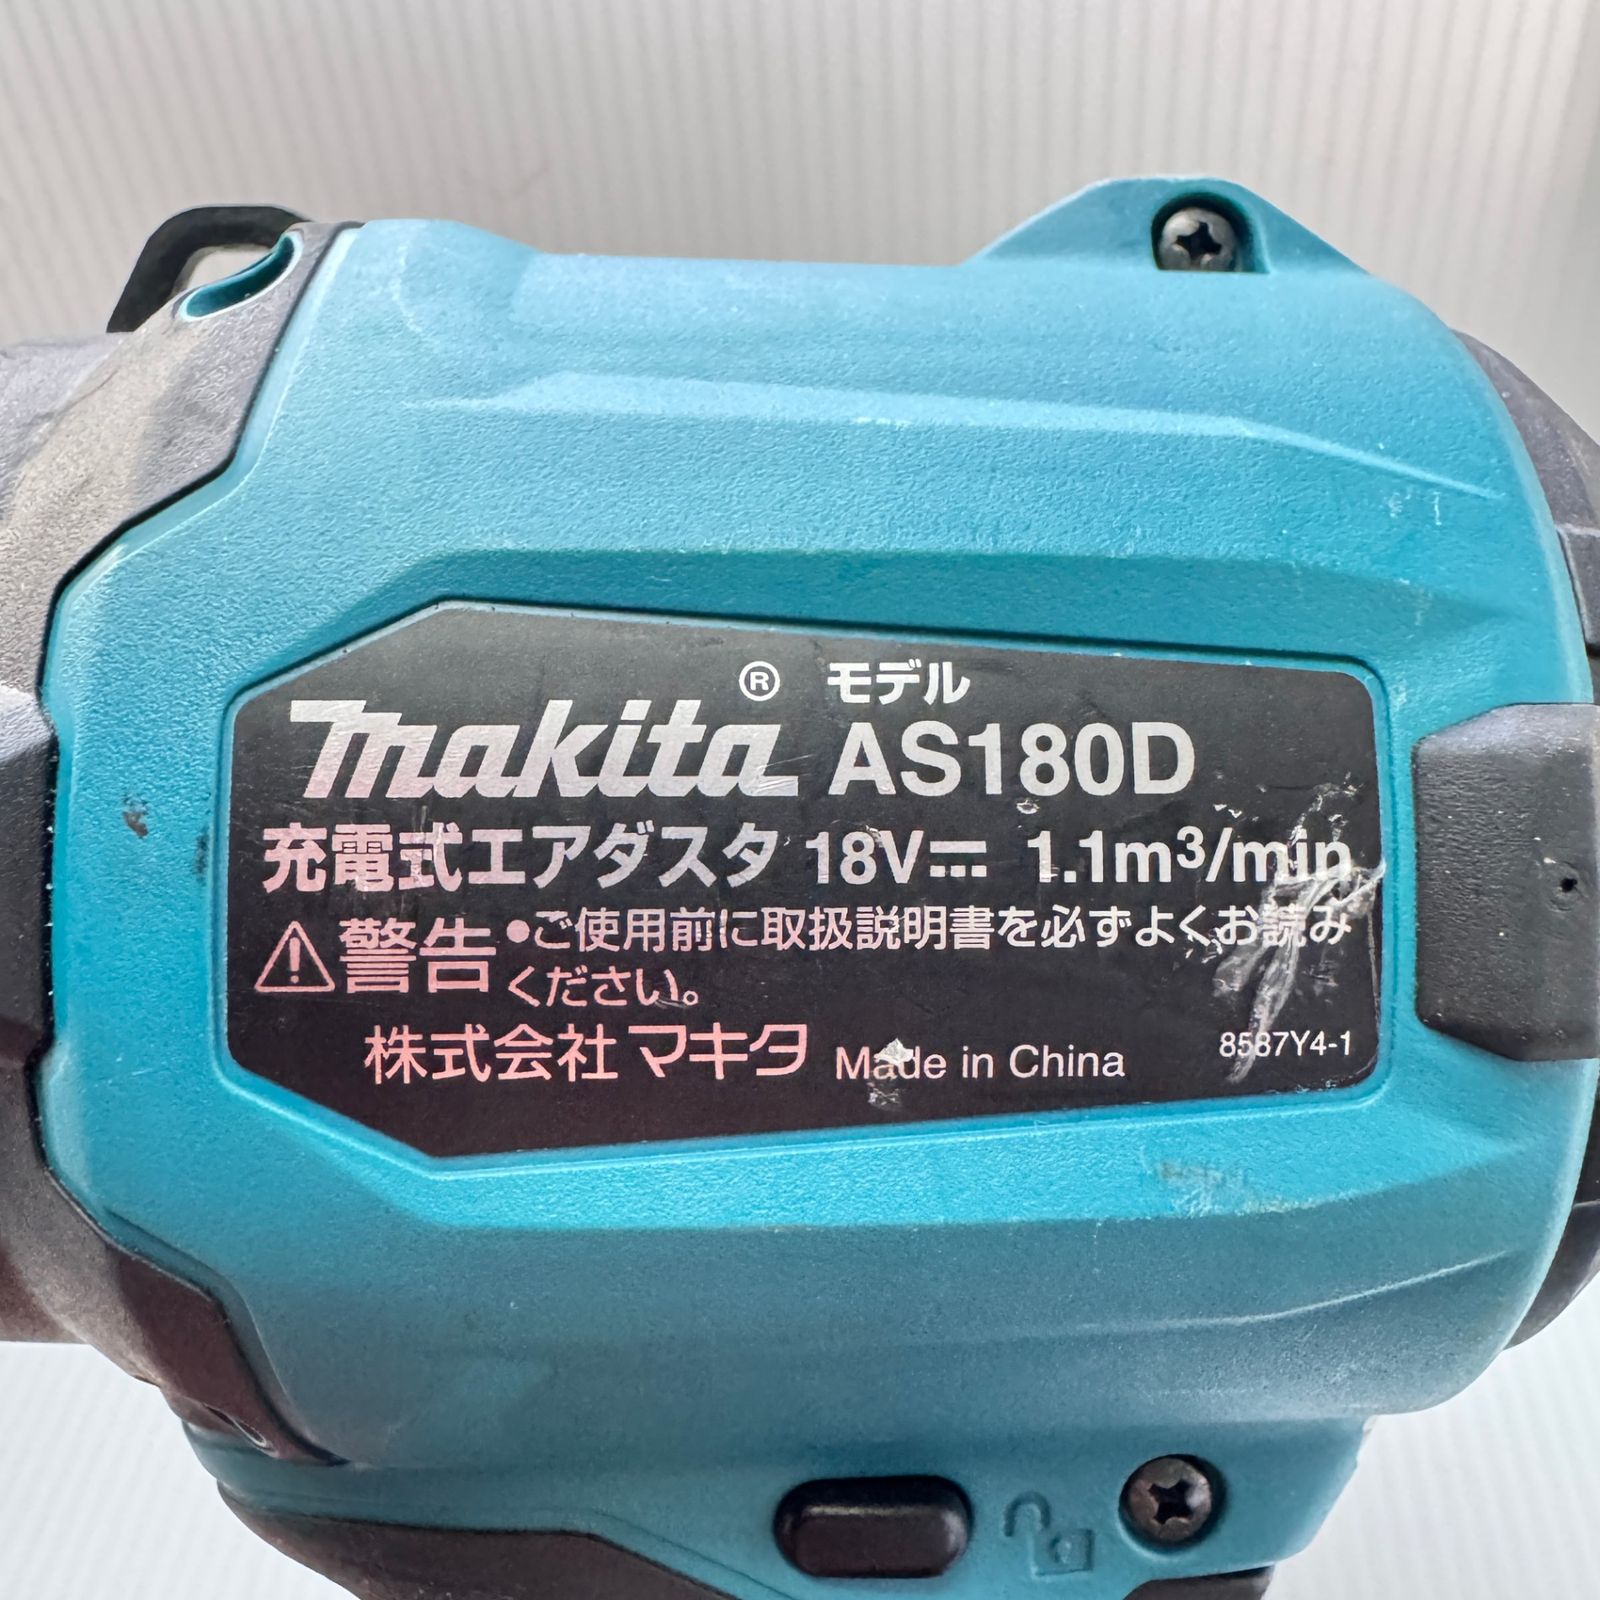 makita® モデル AS180D
充電式エアダスタ 18V⎓ 1.1m³/min
⚠警告 •ご使用前に取扱説明書を必ずよくお読み
ください。
株式会社マキタ Made in China 8587Y4-1